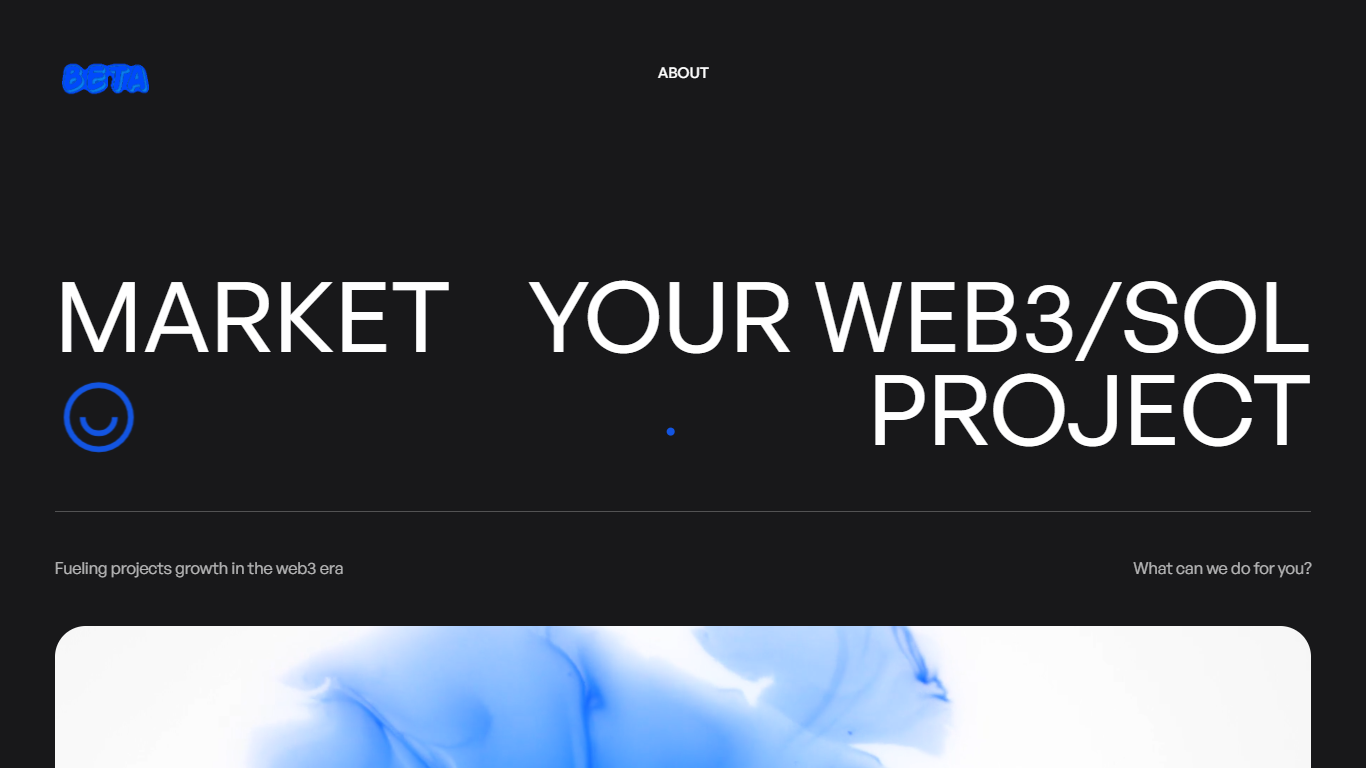 BETA
ABOUT
MARKET YOUR WEB3/SOL
PROJECT
Fueling projects growth in the web3 era
What can we do for you?